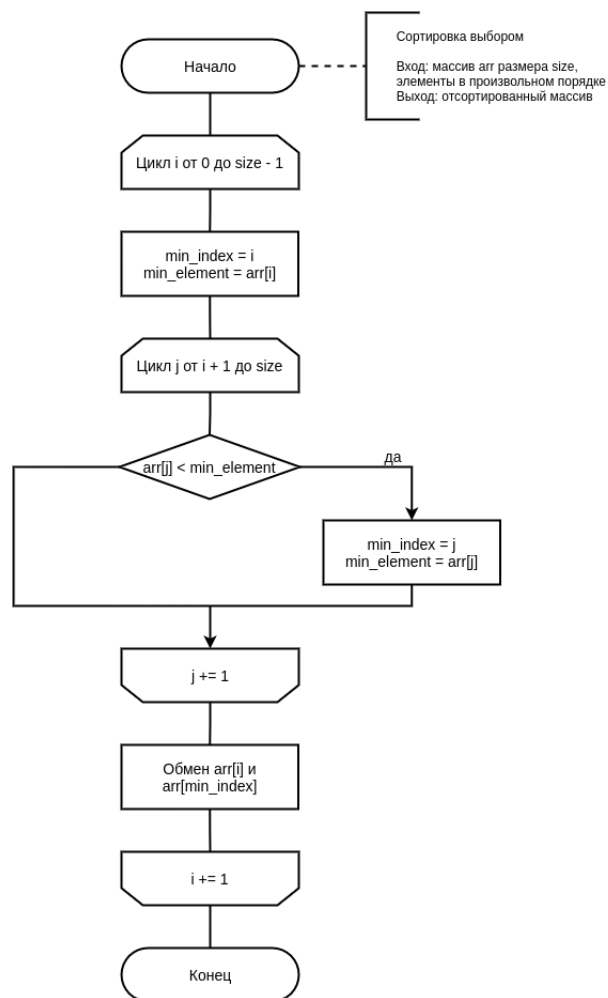 Начало
Сортировка выбором
Вход: массив arr размера size,
элементы в произвольном порядке
Выход: отсортированный массив
Цикл i от 0 до size - 1
min_index = i
min_element = arr[i]
Цикл j от i + 1 до size
arr[j] < min_element
да
min_index = j
min_element = arr[j]
j += 1
Обмен arr[i] и
arr[min_index]
i += 1
Конец